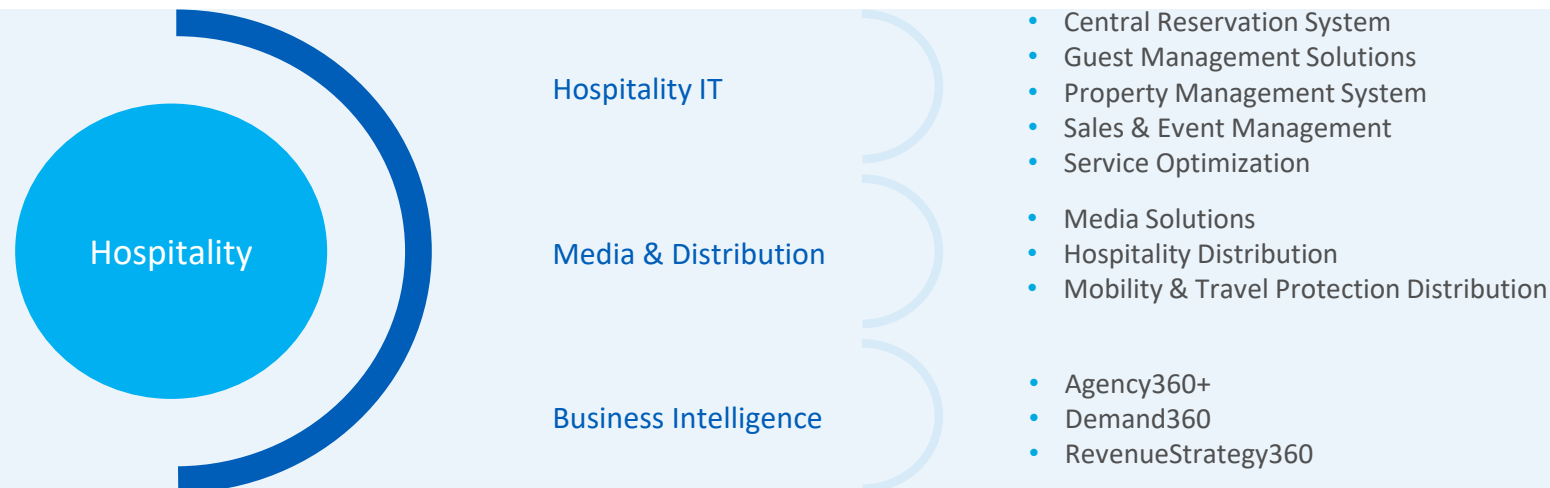 Hospitality
Hospitality IT
• Central Reservation System
• Guest Management Solutions
• Property Management System
• Sales & Event Management
• Service Optimization
Media & Distribution
• Media Solutions
• Hospitality Distribution
• Mobility & Travel Protection Distribution
Business Intelligence
• Agency360+
• Demand360
• RevenueStrategy360